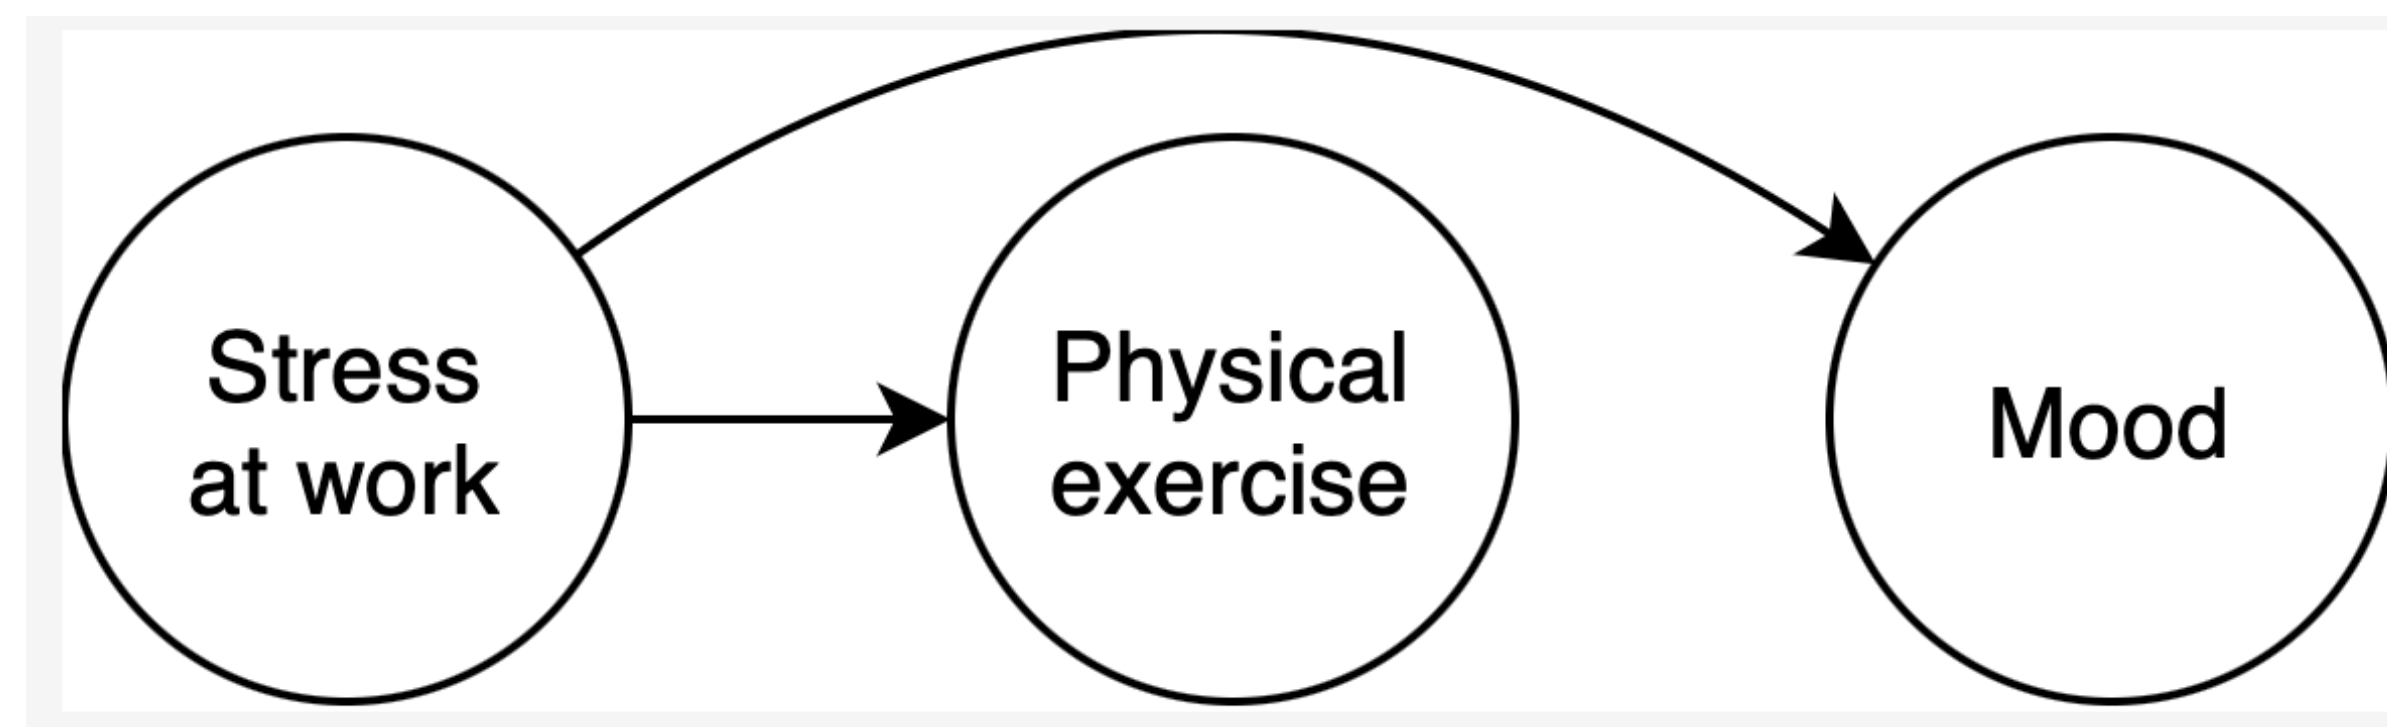 Stress
at work
Physical
exercise
Mood